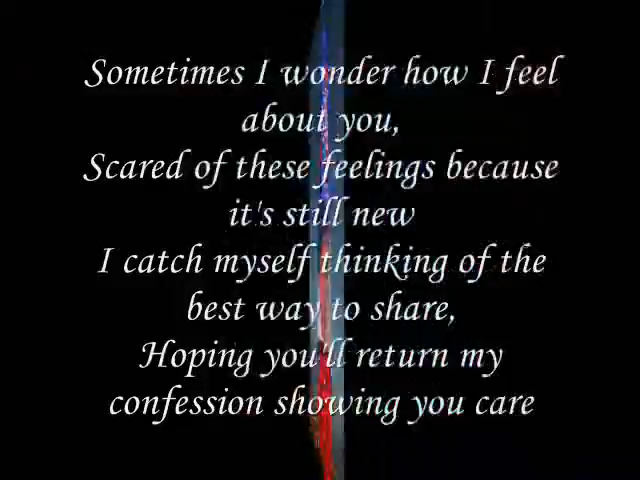 Sometimes I wonder how I feel
about you,
Scared of these feelings because
it's still new
I catch myself thinking of the
best way to share,
Hoping you'll return my
confession showing you care